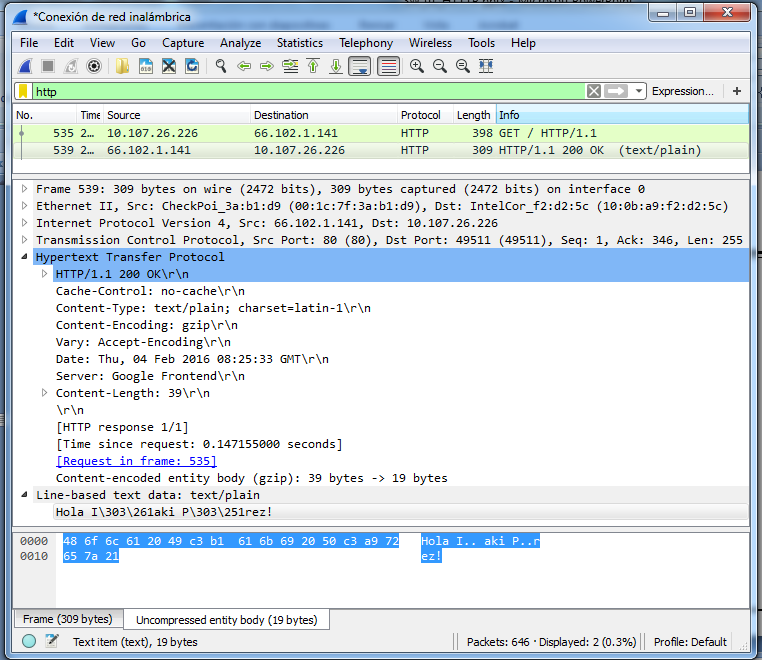 *Conexión de red inalámbrica
File Edit View Go Capture Analyze Statistics Telephony Wireless Tools Help
http Expression... +
No. Time Source Destination Protocol Length Info
535 2... 10.107.26.226 66.102.1.141 HTTP 398 GET / HTTP/1.1
539 2... 66.102.1.141 10.107.26.226 HTTP 309 HTTP/1.1 200 OK (text/plain)
Frame 539: 309 bytes on wire (2472 bits), 309 bytes captured (2472 bits) on interface 0
Ethernet II, Src: CheckPoi_3a:b1:d9 (00:1c:7f:3a:b1:d9), Dst: IntelCor_f2:d2:5c (10:0b:a9:f2:d2:5c)
Internet Protocol Version 4, Src: 66.102.1.141, Dst: 10.107.26.226
Transmission Control Protocol, Src Port: 80 (80), Dst Port: 49511 (49511), Seq: 1, Ack: 346, Len: 255
Hypertext Transfer Protocol
HTTP/1.1 200 OK\r\n
Cache-Control: no-cache\r\n
Content-Type: text/plain; charset=latin-1\r\n
Content-Encoding: gzip\r\n
Vary: Accept-Encoding\r\n
Date: Thu, 04 Feb 2016 08:25:33 GMT\r\n
Server: Google Frontend\r\n
Content-Length: 39\r\n
\r\n
[HTTP response 1/1]
[Time since request: 0.147155000 seconds]
[Request in frame: 535]
Content-encoded entity body (gzip): 39 bytes -> 19 bytes
Line-based text data: text/plain
Hola I\303\261aki P\303\251rez!
0000 48 6f 6c 61 20 49 c3 b1 61 6b 69 20 50 c3 a9 72 Hola I.. aki P..r
0010 65 7a 21 ez!
Frame (309 bytes) Uncompressed entity body (19 bytes)
Text item (text), 19 bytes Packets: 646 · Displayed: 2 (0.3%) Profile: Default